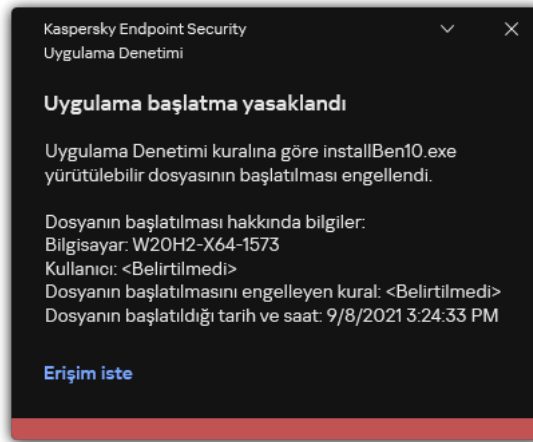 Kaspersky Endpoint Security
Uygulama Denetimi
Uygulama başlatma yasaklandı
Uygulama Denetimi kuralına göre installBen10.exe
yürütülebilir dosyasının başlatılması engellendi.
Dosyanın başlatılması hakkında bilgiler:
Bilgisayar: W20H2-X64-1573
Kullanıcı: <Belirtilmedi>
Dosyanın başlatılmasını engelleyen kural: <Belirtilmedi>
Dosyanın başlatıldığı tarih ve saat: 9/8/2021 3:24:33 PM
Erişim iste